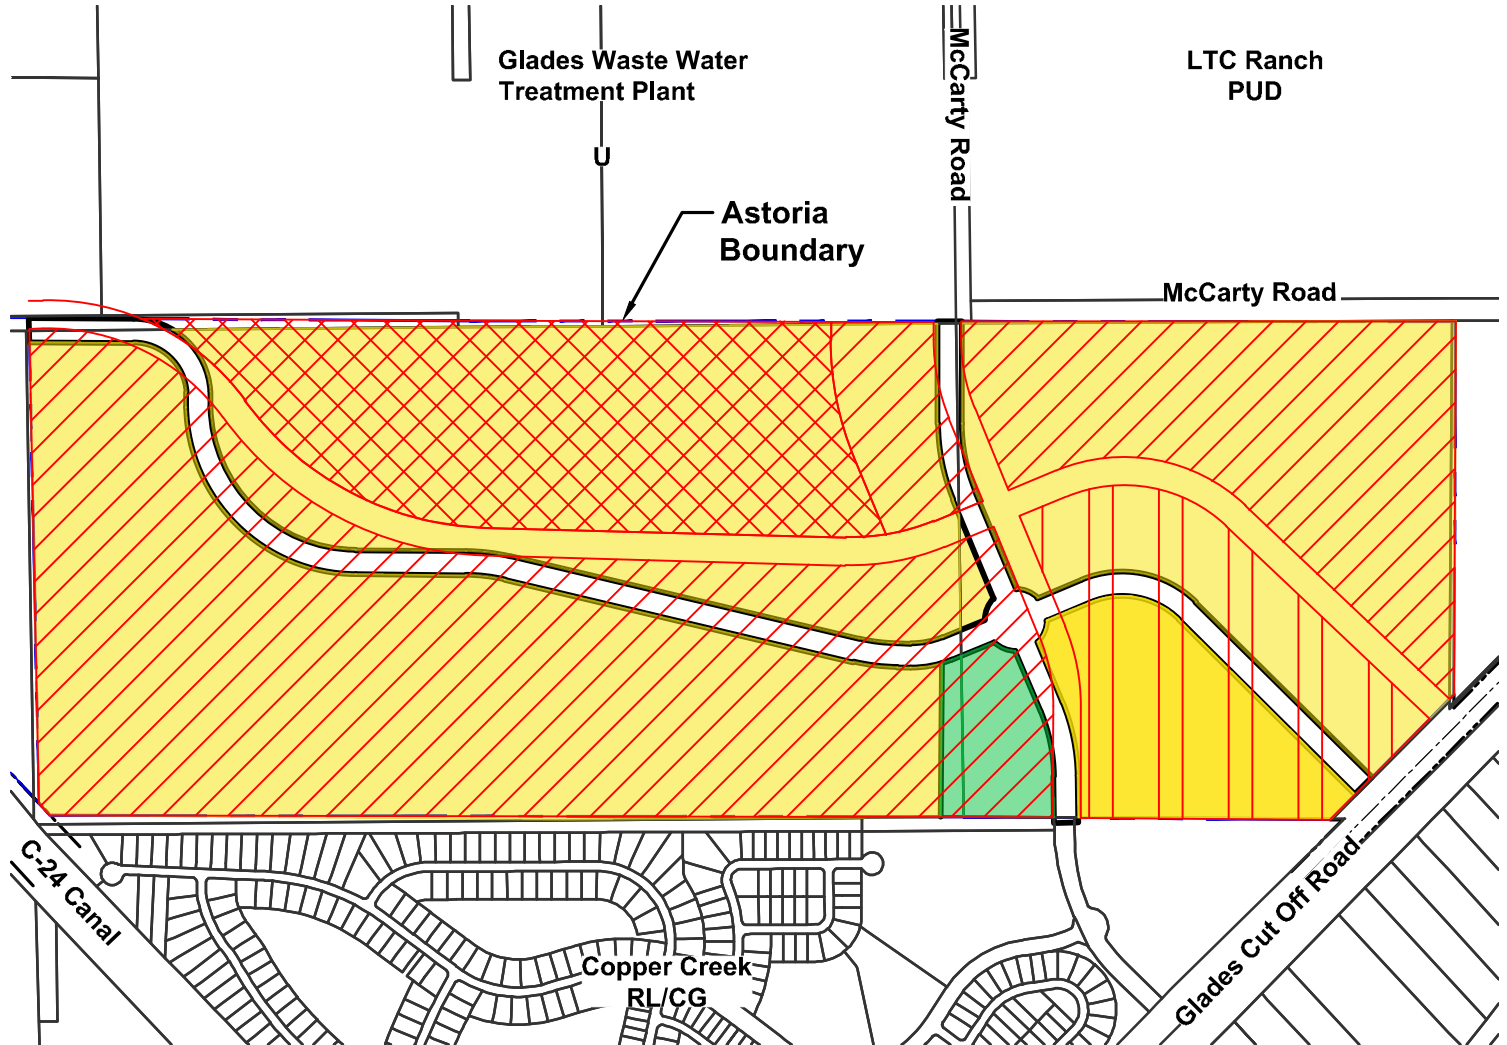 Glades Waste Water
Treatment Plant
McCarty Road
LTC Ranch
PUD
U
Astoria
Boundary
McCarty Road
C-24 Canal
Copper Creek
RL/CG
Glades Cut Off Road